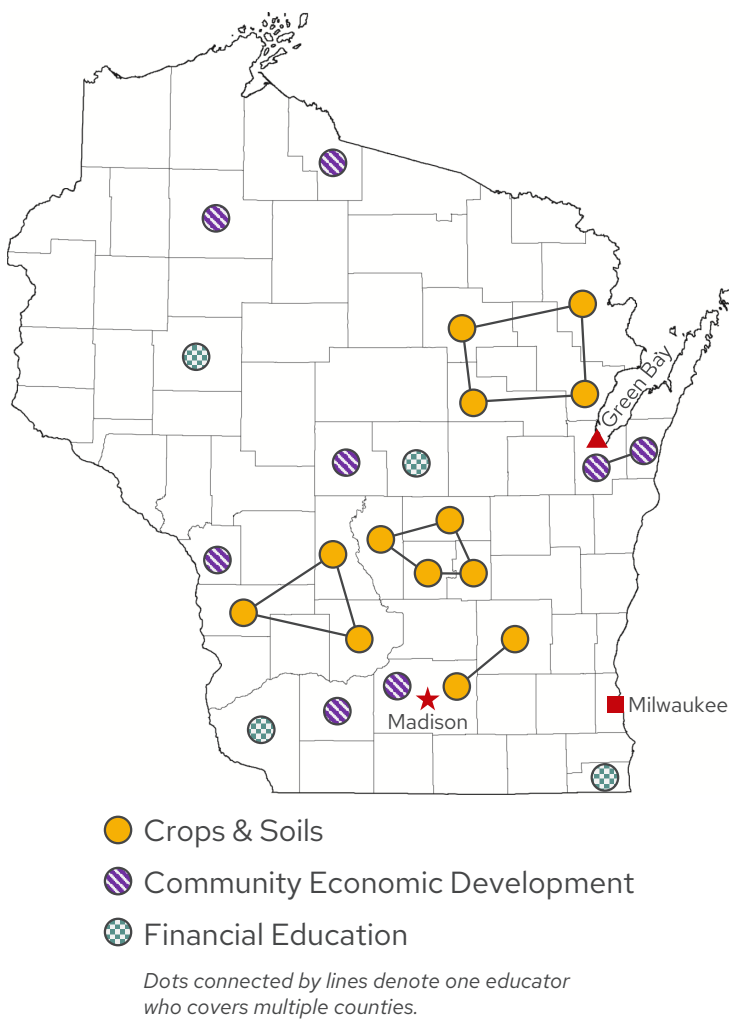 Green Bay
Milwaukee
Madison
Crops & Soils
Community Economic Development
Financial Education
Dots connected by lines denote one educator
who covers multiple counties.